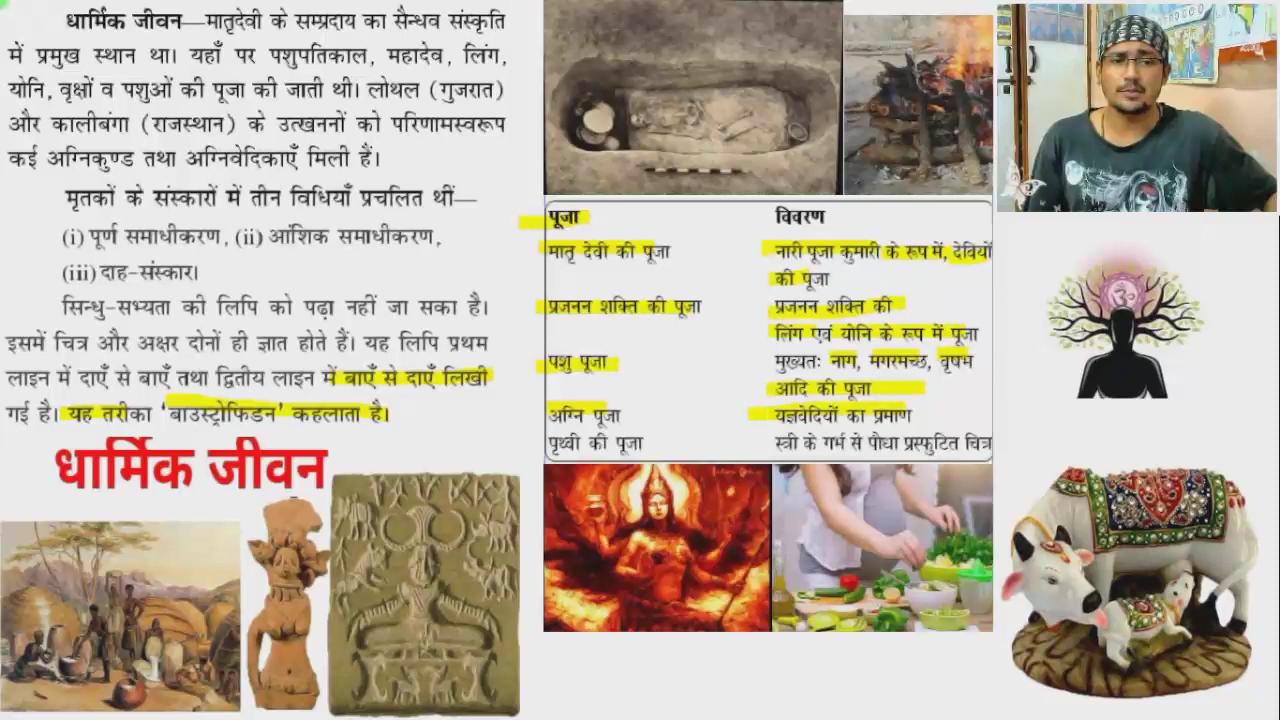 धार्मिक जीवन—मातृदेवी के सम्प्रदाय का सैन्धव संस्कृति
में प्रमुख स्थान था। यहाँ पर पशुपतिकाल, महादेव, लिंग,
योनि, वृक्षों व पशुओं की पूजा की जाती थी। लोथल (गुजरात)
और कालीबंगा (राजस्थान) के उत्खननों को परिणामस्वरूप
कई अग्निकुण्ड तथा अग्निवेदिकाएँ मिली हैं।
मृतकों के संस्कारों में तीन विधियाँ प्रचलित थीं—
(i) पूर्ण समाधीकरण, (ii) आंशिक समाधीकरण,
(iii) दाह-संस्कार।
सिन्धु-सभ्यता की लिपि को पढ़ा नहीं जा सका है।
इसमें चित्र और अक्षर दोनों ही ज्ञात होते हैं। यह लिपि प्रथम
लाइन में दाएँ से बाएँ तथा द्वितीय लाइन में बाएँ से दाएँ लिखी
गई है। यह तरीका ‘बाउस्ट्रोफिडन’ कहलाता है।
धार्मिक जीवन
पूजा विवरण
मातृ देवी की पूजा नारी पूजा कुमारी के रूप में, देवियों
की पूजा
प्रजनन शक्ति की पूजा प्रजनन शक्ति की
लिंग एवं योनि के रूप में पूजा
पशु पूजा मुख्यतः नाग, मगरमच्छ, वृषभ
आदि की पूजा
अग्नि पूजा यज्ञवेदियों का प्रमाण
पृथ्वी की पूजा स्त्री के गर्भ से पौधा प्रस्फुटित चित्र
ॐ